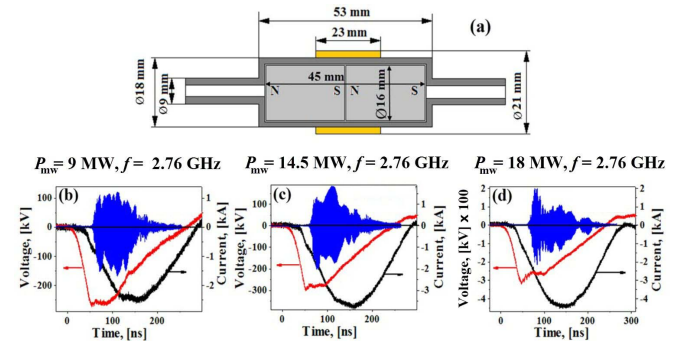 53 mm
(a)
23 mm
Ø18 mm
Ø9 mm
45 mm
N S N S
Ø16 mm
Ø21 mm
Pmw = 9 MW, f = 2.76 GHz
Pmw = 14.5 MW, f = 2.76 GHz
Pmw = 18 MW, f = 2.76 GHz
(b)
Voltage, [kV]
100
0
-100
-200
Current, [kA]
1
0
-1
-2
0 100 200
Time, [ns]
(c)
Voltage, [kV]
100
0
-100
-200
-300
Current, [kA]
1
0
-1
-2
-3
0 100 200
Time, [ns]
(d)
Voltage, [kV] x 100
2
1
0
-1
-2
-3
-4
Current, [kA]
2
1
0
-1
-2
-3
-4
0 100 200 300
Time, [ns]